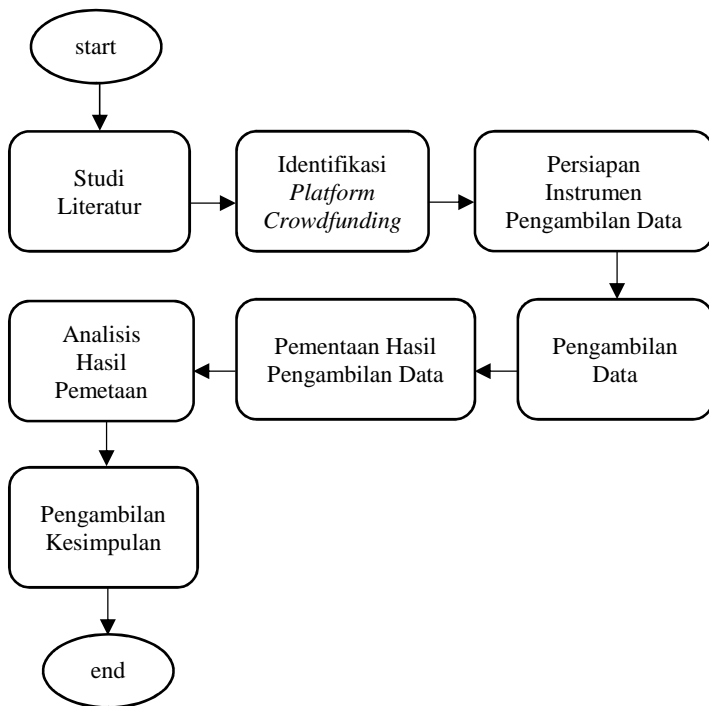 start
Studi
Literatur
Identifikasi
Platform
Crowdfunding
Persiapan
Instrumen
Pengambilan Data
Pengambilan
Data
Pementaan Hasil
Pengambilan Data
Analisis
Hasil
Pemetaan
Pengambilan
Kesimpulan
end